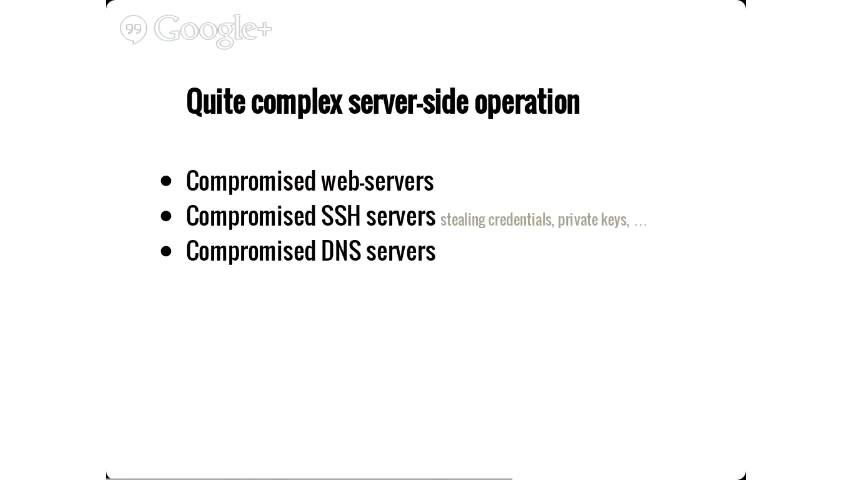 Google+
Quite complex server-side operation
Compromised web-servers
Compromised SSH servers stealing credentials, private keys, ...
Compromised DNS servers